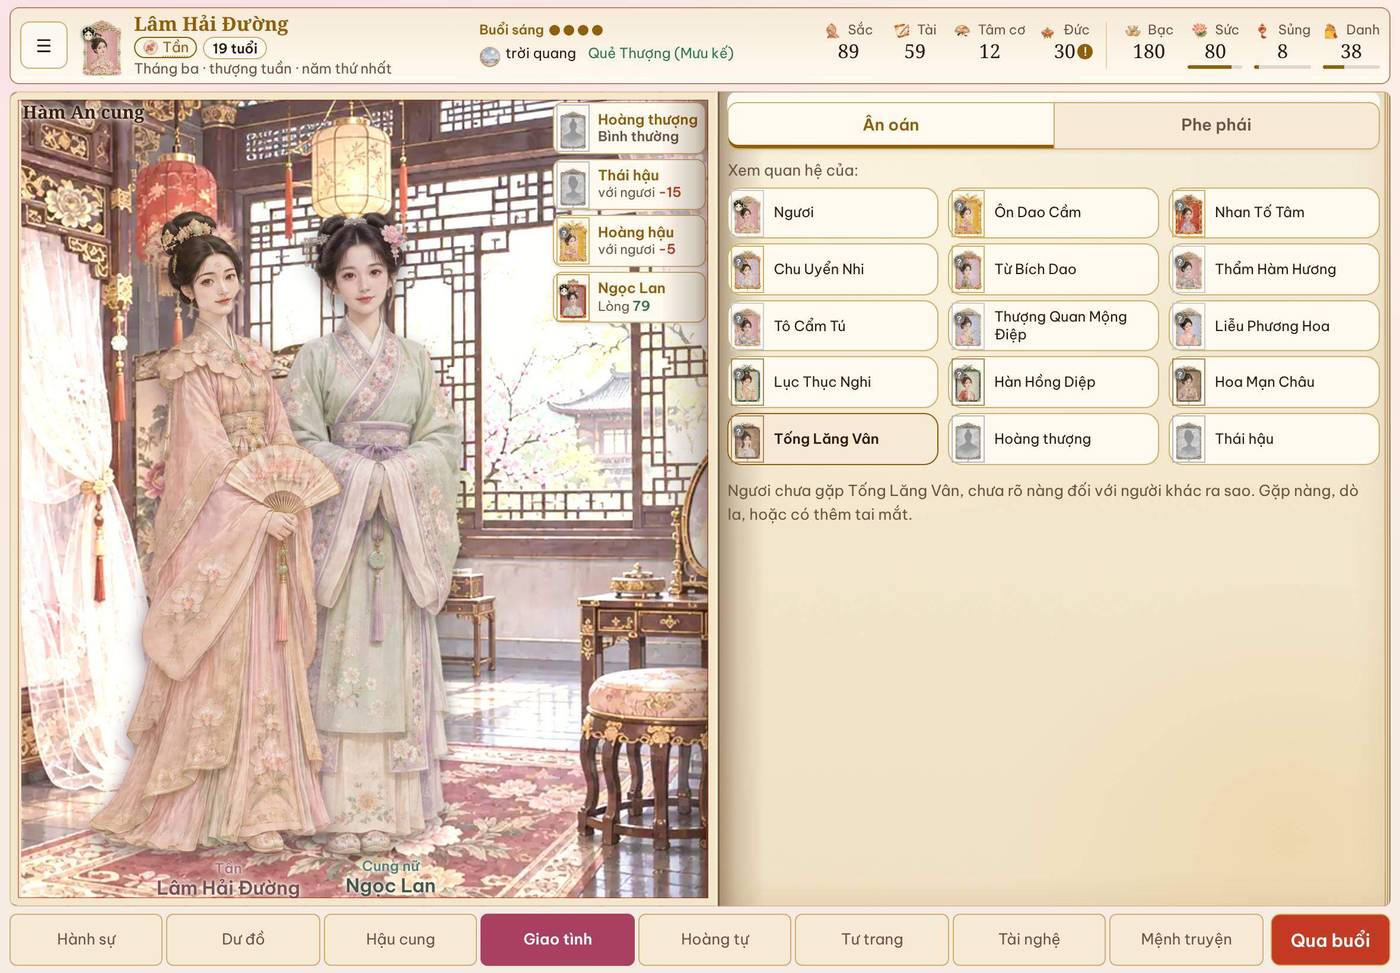 ☰
Lâm Hải Đường
Tần
19 tuổi
Tháng ba · thượng tuần · năm thứ nhất
Buổi sáng
trời quang
Quẻ Thượng (Mưu kế)
Sắc
89
Tài
59
Tâm cơ
12
Đức
30 !
Bạc
180
Sức
80
Sủng
8
Danh
38
Hàm An cung
Hoàng thượng
Bình thường
Thái hậu
với ngươi -15
Hoàng hậu
với ngươi -5
Ngọc Lan
Lòng 79
Tần
Lâm Hải Đường
Cung nữ
Ngọc Lan
Ân oán
Phe phái
Xem quan hệ của:
Ngươi
Ôn Dao Cầm
Nhan Tố Tâm
Chu Uyển Nhi
Từ Bích Dao
Thẩm Hàm Hương
Tô Cẩm Tú
Thượng Quan Mộng
Điệp
Liễu Phương Hoa
Lục Thục Nghi
Hàn Hồng Diệp
Hoa Mạn Châu
Tống Lăng Vân
Hoàng thượng
Thái hậu
Ngươi chưa gặp Tống Lăng Vân, chưa rõ nàng đối với người khác ra sao. Gặp nàng, dò
la, hoặc có thêm tai mắt.
Hành sự
Dư đồ
Hậu cung
Giao tình
Hoàng tự
Tư trang
Tài nghệ
Mệnh truyện
Qua buổi